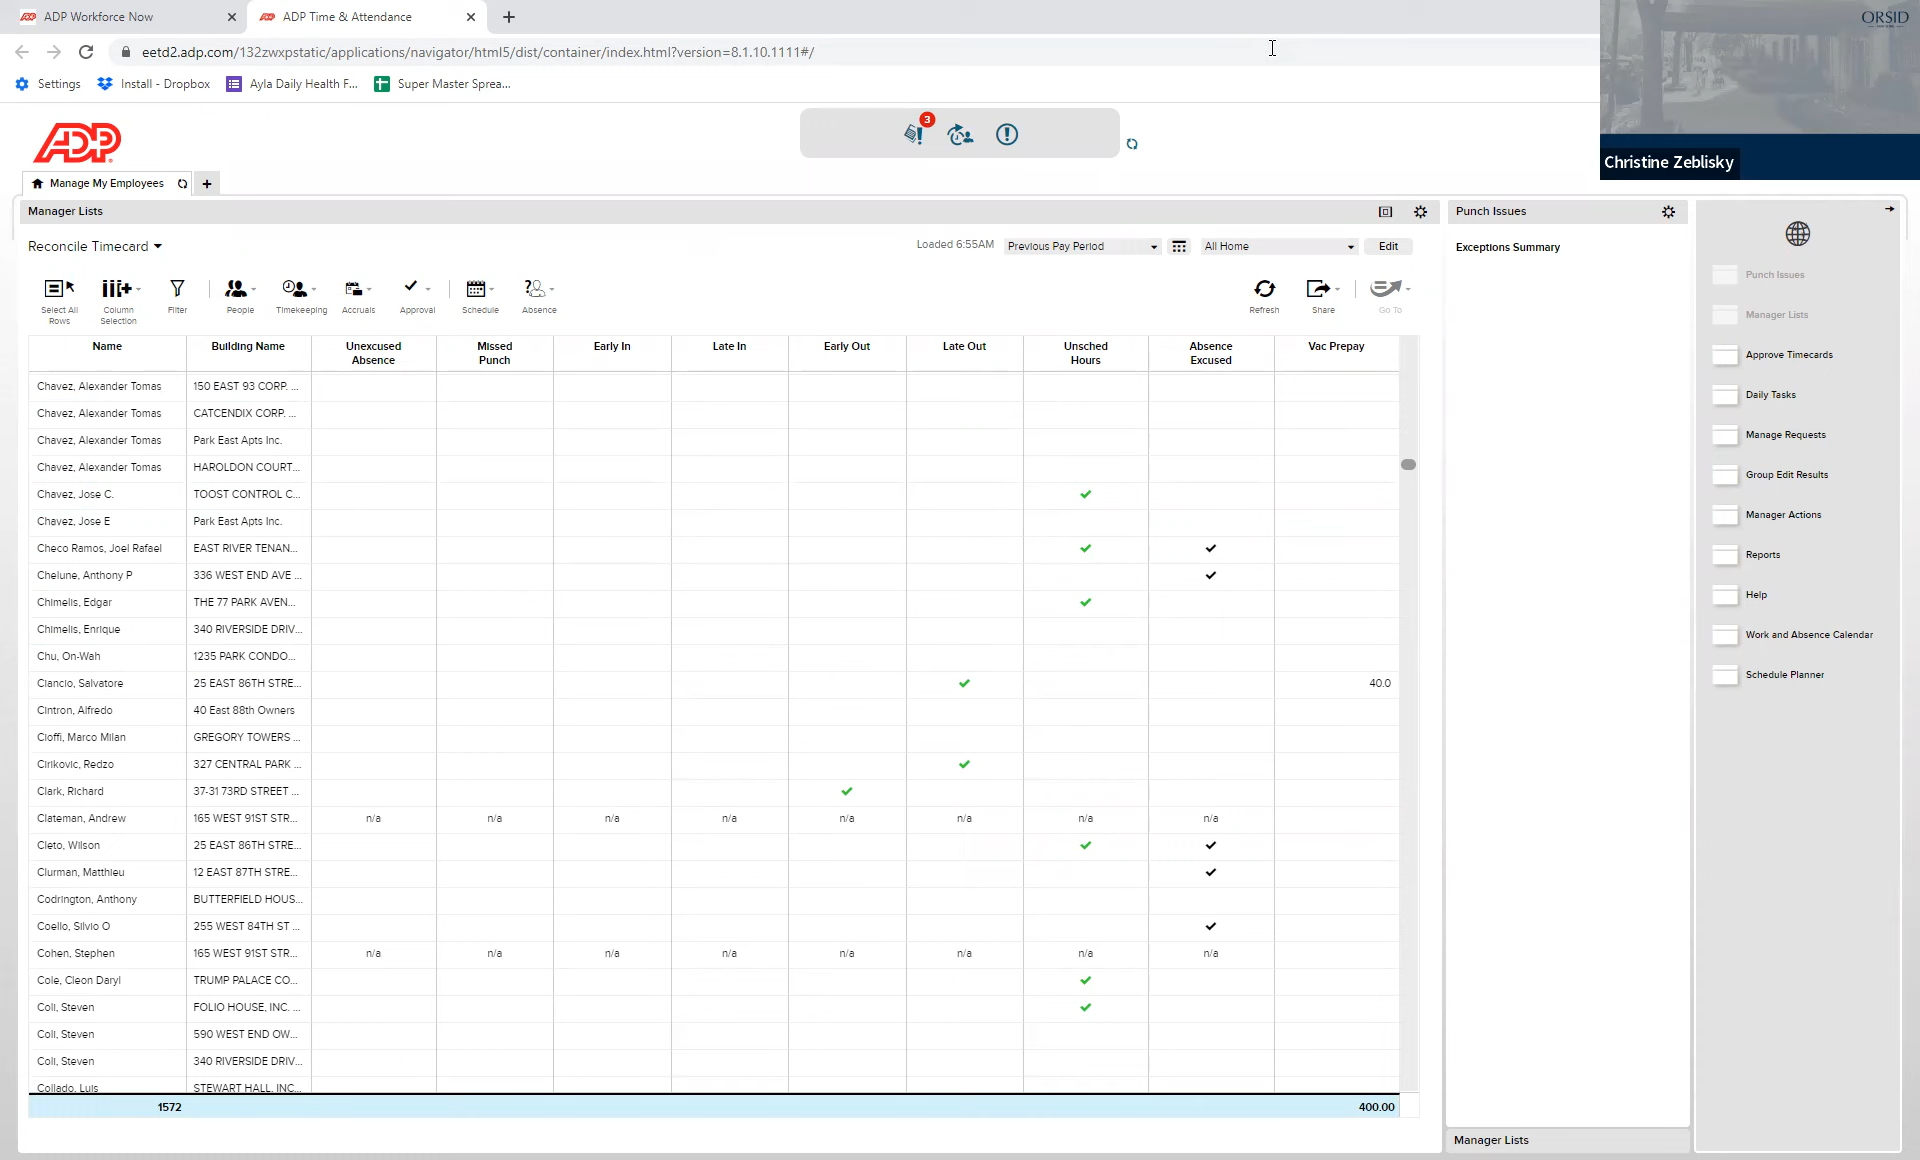 ADP Workforce Now
ADP Time & Attendance
eetd2.adp.com/132zwxpstatic/applications/navigator/html5/dist/container/index.html?version=8.1.10.1111#/
Settings
Install - Dropbox
Ayla Daily Health F...
Super Master Sprea...
ORSID
Christine Zeblisky
ADP
3
Manage My Employees
Manager Lists
Punch Issues
Reconcile Timecard
Loaded 6:55AM
Previous Pay Period
All Home
Edit
Exceptions Summary
Select All Rows
Column Selection
Filter
People
Timekeeping
Accruals
Approval
Schedule
Absence
Refresh
Share
Go To
Name Building Name Unexcused Absence Missed Punch Early In Late In Early Out Late Out Unsched Hours Absence Excused Vac Prepay
Chavez, Alexander Tomas 150 EAST 93 CORP. ...
Chavez, Alexander Tomas CATCENDIX CORP. ...
Chavez, Alexander Tomas Park East Apts Inc.
Chavez, Alexander Tomas HAROLDON COURT...
Chavez, Jose C. TOOST CONTROL C...
Chavez, Jose E Park East Apts Inc.
Checo Ramos, Joel Rafael EAST RIVER TENAN...
Chelune, Anthony P 336 WEST END AVE ...
Chimelis, Edgar THE 77 PARK AVEN...
Chimelis, Enrique 340 RIVERSIDE DRIV...
Chu, On-Wah 1235 PARK CONDO...
Ciancio, Salvatore 25 EAST 86TH STRE... 40.0
Cintron, Alfredo 40 East 88th Owners
Cioffi, Marco Milan GREGORY TOWERS ...
Cirikovic, Redzo 327 CENTRAL PARK ...
Clark, Richard 37-31 73RD STREET ...
Clateman, Andrew 165 WEST 91ST STR... n/a n/a n/a n/a n/a n/a n/a n/a
Cleto, Wilson 25 EAST 86TH STRE...
Clurman, Matthieu 12 EAST 87TH STRE...
Codrington, Anthony BUTTERFIELD HOUS...
Coello, Silvio O 255 WEST 84TH ST ...
Cohen, Stephen 165 WEST 91ST STR... n/a n/a n/a n/a n/a n/a n/a n/a
Cole, Cleon Daryl TRUMP PALACE CO...
Coll, Steven FOLIO HOUSE, INC. ...
Coll, Steven 590 WEST END OW...
Coll, Steven 340 RIVERSIDE DRIV...
Collado, Luis STEWART HALL, INC...
1572 400.00
Manager Lists
Punch Issues
Manager Lists
Approve Timecards
Daily Tasks
Manage Requests
Group Edit Results
Manager Actions
Reports
Help
Work and Absence Calendar
Schedule Planner